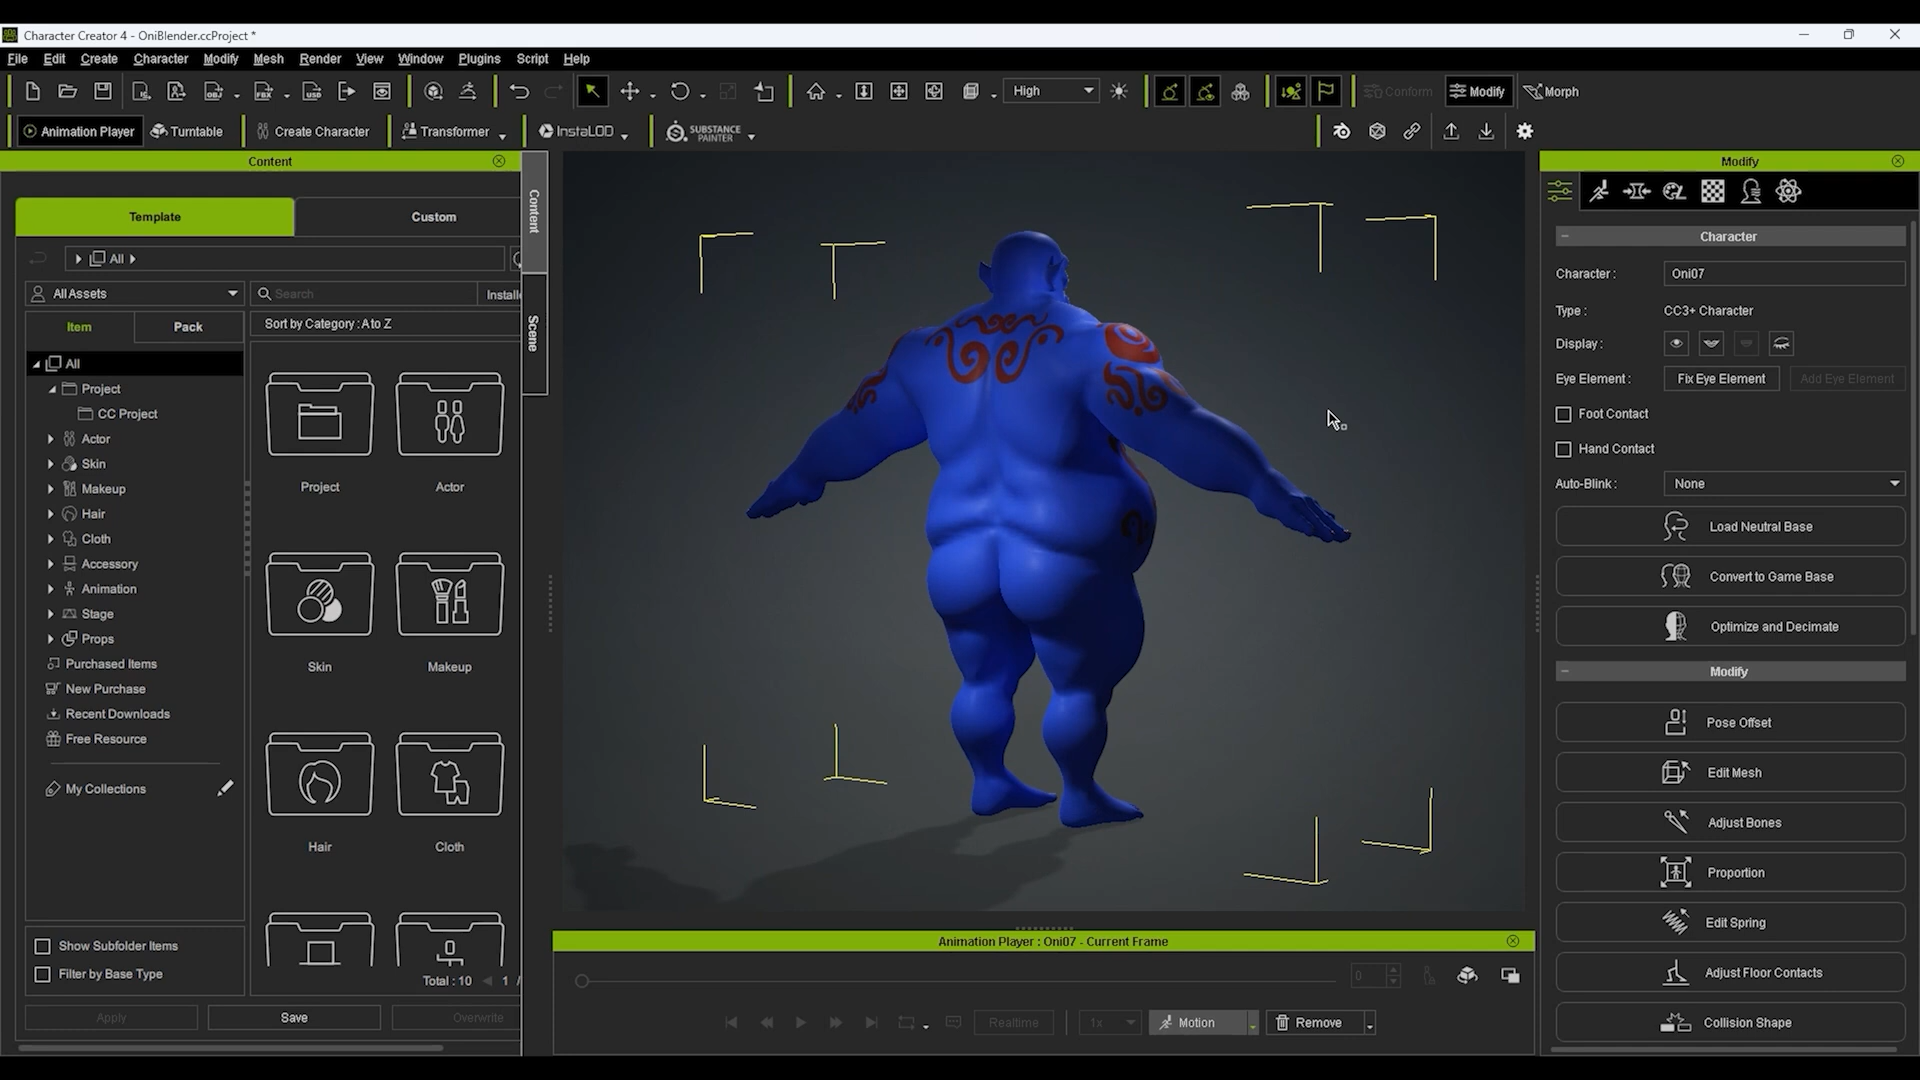 Character Creator 4 - OniBlender.ccProject *
File Edit Create Character Modify Mesh Render View Window Plugins Script Help
High Conform Modify Morph
Animation Player Turntable Create Character Transformer InstaLOD SUBSTANCE PAINTER
Content
Template Custom
All
All Assets Search
Item Pack Sort by Category : A to Z
All
Project
CC Project
Actor
Skin
Makeup
Hair
Cloth
Accessory
Animation
Stage
Props
Purchased Items
New Purchase
Recent Downloads
Free Resource
My Collections
Project Actor
Skin Makeup
Hair Cloth
Show Subfolder Items
Filter by Base Type
Total : 10 1 /
Apply Save Overwrite
Content
Scene
Animation Player : Oni07 - Current Frame
0
Realtime 1x Motion Remove
Modify
Character
Character : Oni07
Type : CC3+ Character
Display :
Eye Element : Fix Eye Element Add Eye Element
Foot Contact
Hand Contact
Auto-Blink : None
Load Neutral Base
Convert to Game Base
Optimize and Decimate
Modify
Pose Offset
Edit Mesh
Adjust Bones
Proportion
Edit Spring
Adjust Floor Contacts
Collision Shape